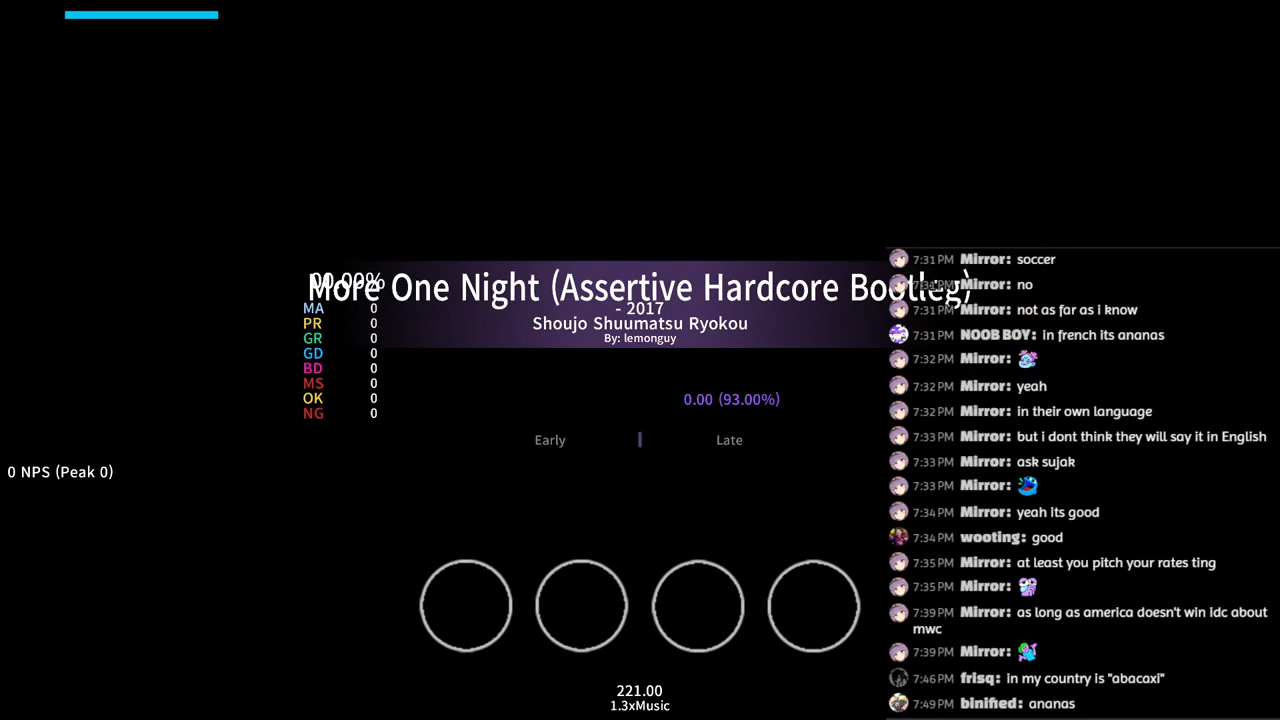 More One Night (Assertive Hardcore Bootleg)
00.00%
- 2017
Shoujo Shuumatsu Ryokou
By: lemonguy
MA 0
PR 0
GR 0
GD 0
BD 0
MS 0
OK 0
NG 0
0.00 (93.00%)
Early
Late
0 NPS (Peak 0)
221.00
1.3xMusic
7:31 PM Mirror: soccer
7:31 PM Mirror: no
7:31 PM Mirror: not as far as i know
7:31 PM NOOB BOY: in french its ananas
7:32 PM Mirror:
7:32 PM Mirror: yeah
7:32 PM Mirror: in their own language
7:33 PM Mirror: but i dont think they will say it in English
7:33 PM Mirror: ask sujak
7:33 PM Mirror:
7:34 PM Mirror: yeah its good
7:34 PM wooting: good
7:35 PM Mirror: at least you pitch your rates ting
7:35 PM Mirror:
7:39 PM Mirror: as long as america doesn't win idc about
mwc
7:39 PM Mirror:
7:46 PM frisq: in my country is "abacaxi"
7:49 PM binified: ananas